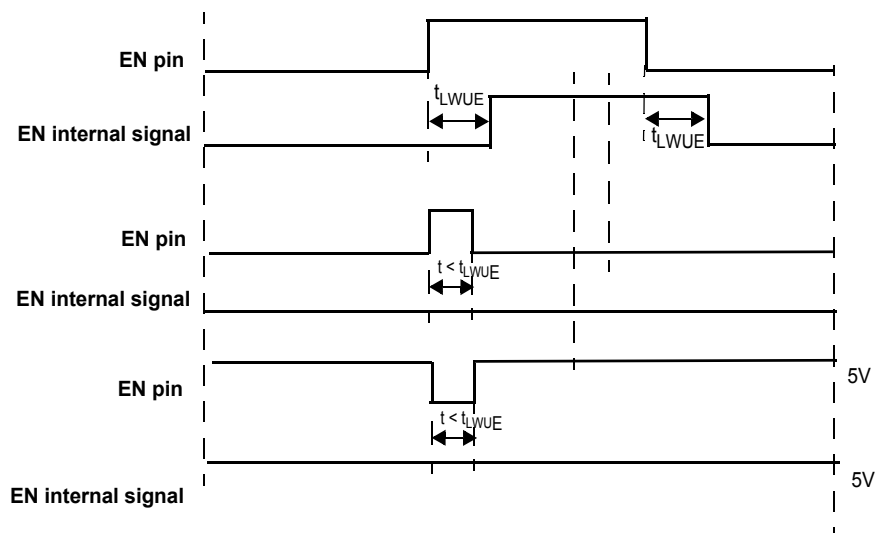 EN pin
tLWUE
EN internal signal
tLWUE
EN pin
t < tLWUE
EN internal signal
5V
EN pin
t < tLWUE
5V
EN internal signal